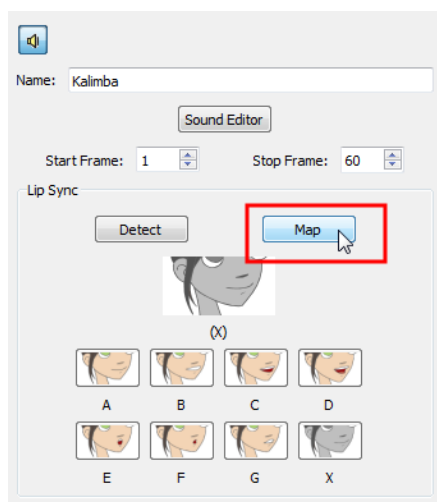 Name: Kalimba
Sound Editor
Start Frame: 1 Stop Frame: 60
Lip Sync
Detect Map
(X)
A B C D
E F G X